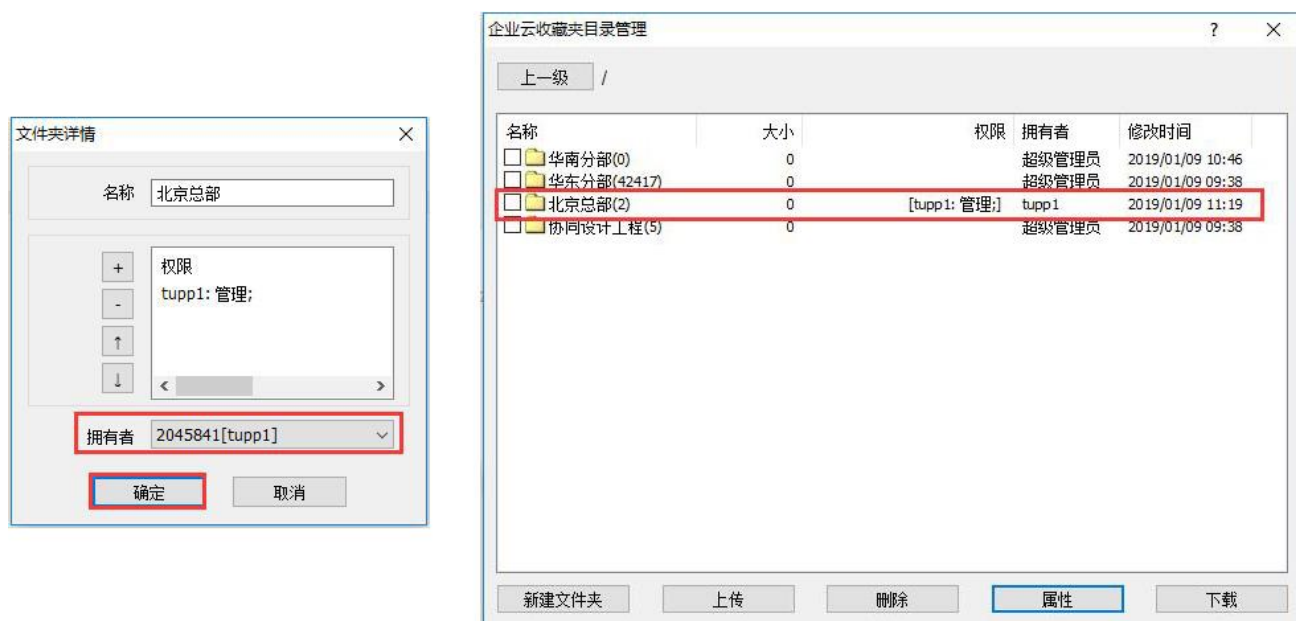 文件夹详情
名称 北京总部
+
-
↑
↓
权限
tupp1: 管理;
拥有者 2045841[tupp1]
确定 取消
企业云收藏夹目录管理 ?
上一级 /
名称 大小 权限 拥有者 修改时间
华南分部(0) 0 超级管理员 2019/01/09 10:46
华东分部(42417) 0 超级管理员 2019/01/09 09:38
北京总部(2) 0 [tupp1: 管理;] tupp1 2019/01/09 11:19
协同设计工程(5) 0 超级管理员 2019/01/09 09:38
新建文件夹 上传 删除 属性 下载